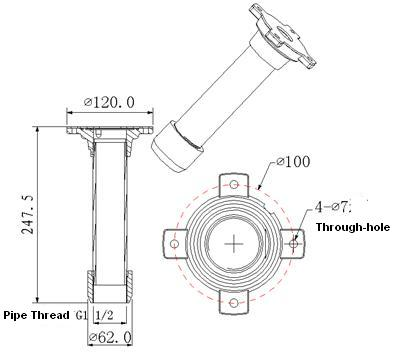 ⌀120.0
⌀100
247.5
4-⌀7.
Through-hole
Pipe Thread G1 1/2
⌀62.0